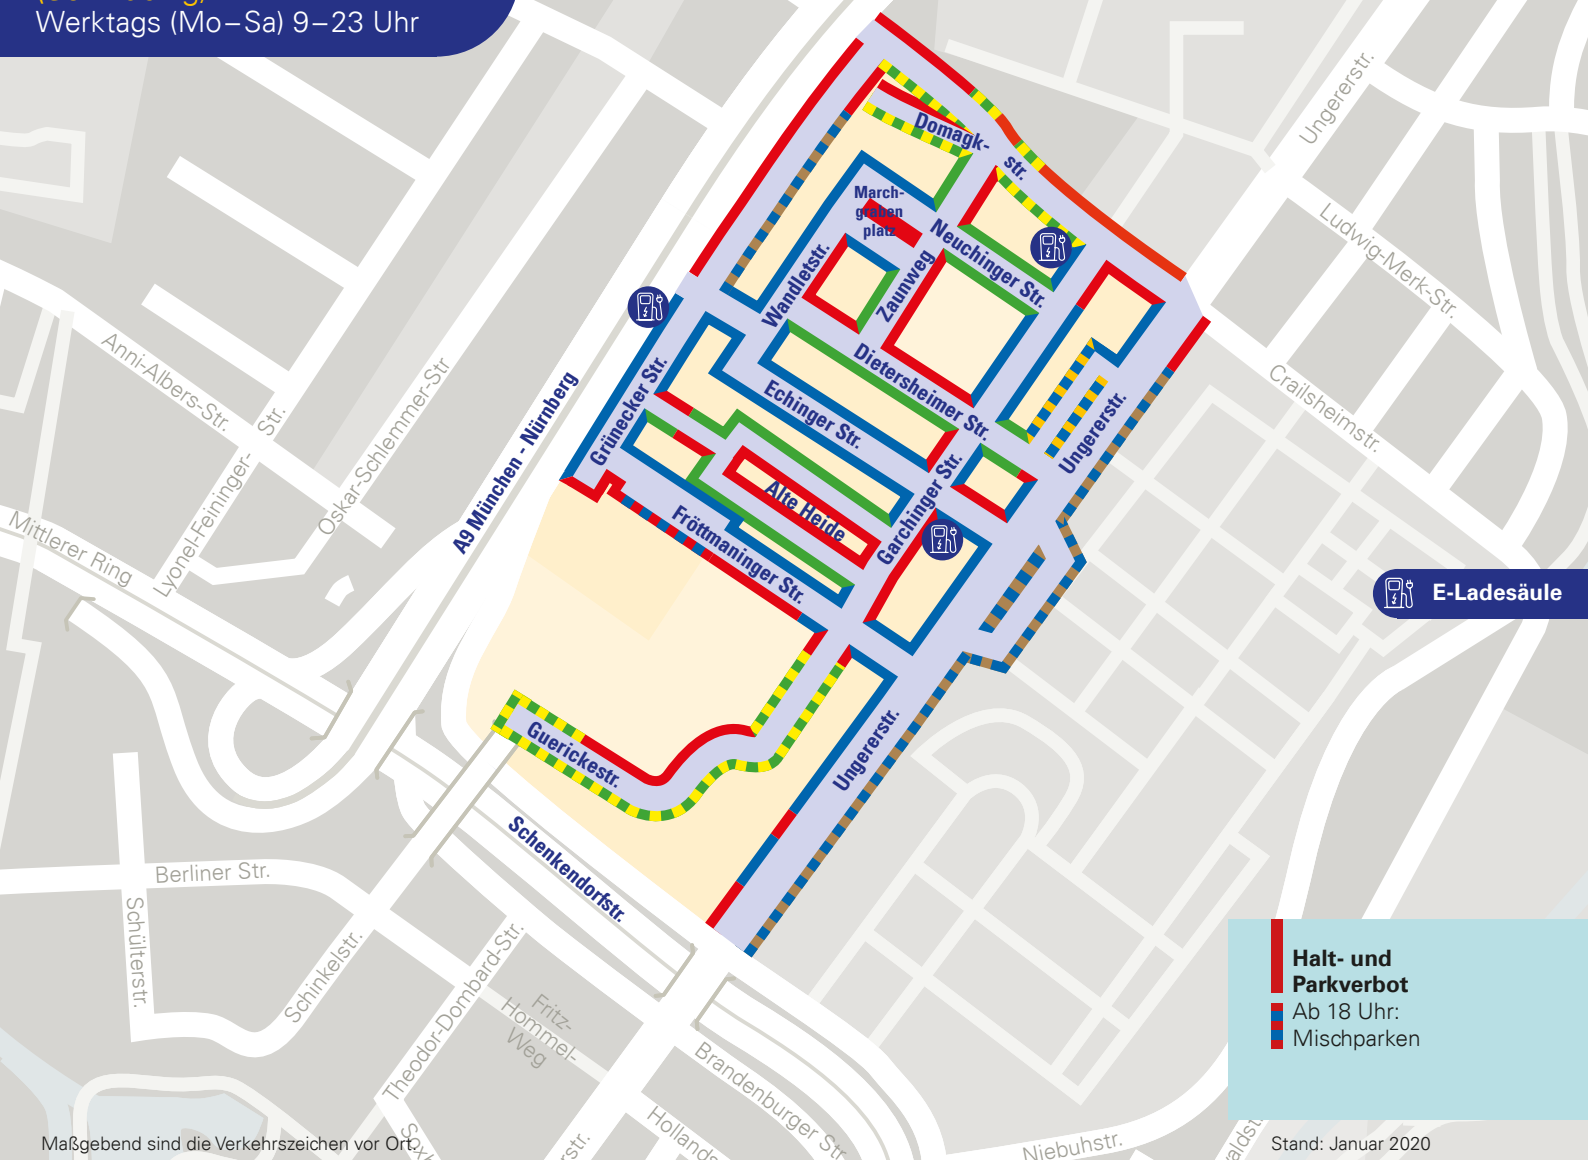 Werktags (Mo–Sa) 9–23 Uhr
Domagk-
str.
March-
graben
platz
Neuchinger Str.
Wandletstr.
Zaunweg
Dietersheimer Str.
Echinger Str.
Grünecker Str.
Garchinger Str.
Alte Heide
Fröttmaninger Str.
Ungererstr.
Ungererstr.
Ungererstr.
Guerickestr.
Schenkendorfstr.
A9 München - Nürnberg
Ludwig-Merk-Str.
Crailsheimstr.
Anni-Albers-Str.
Lyonel-Feininger-
Str.
Oskar-Schlemmer-Str
Mittlerer Ring
Berliner Str.
Schülterstr.
Schinkelstr.
Theodor-Dombard-Str.
Fritz-
Hommel-
Weg
Brandenburger Str
Hollands
Niebuhstr.
E-Ladesäule
Halt- und
Parkverbot
Ab 18 Uhr:
Mischparken
Maßgebend sind die Verkehrszeichen vor Ort.
Stand: Januar 2020